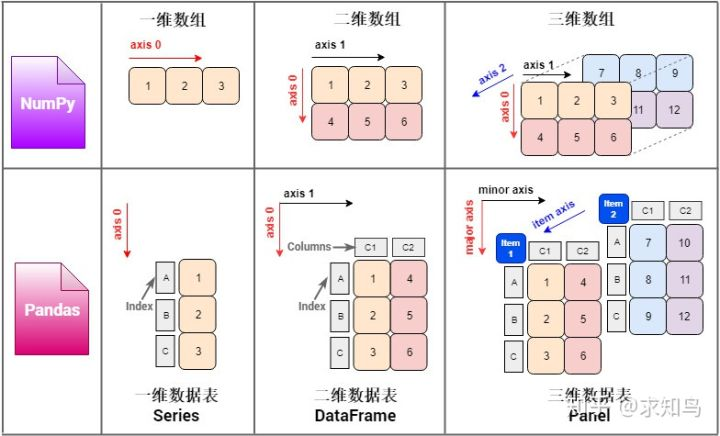 一维数组
二维数组
三维数组
NumPy
axis 0
1 2 3
axis 1
axis 0
1 2 3
4 5 6
axis 2
axis 1
axis 0
7 8 9
11 12
1 2 3
4 5 6
Pandas
axis 0
Index
A 1
B 2
C 3
axis 1
axis 0
Columns
C1 C2
Index
A 1 4
B 2 5
C 3 6
minor axis
major axis
item axis
Item 1
C1 C2
A 1 4
B 2 5
C 3 6
Item 2
C1 C2
A 7 10
B 8 11
C 9 12
一维数据表
Series
二维数据表
DataFrame
三维数据表
Panel
知乎 @求知鸟